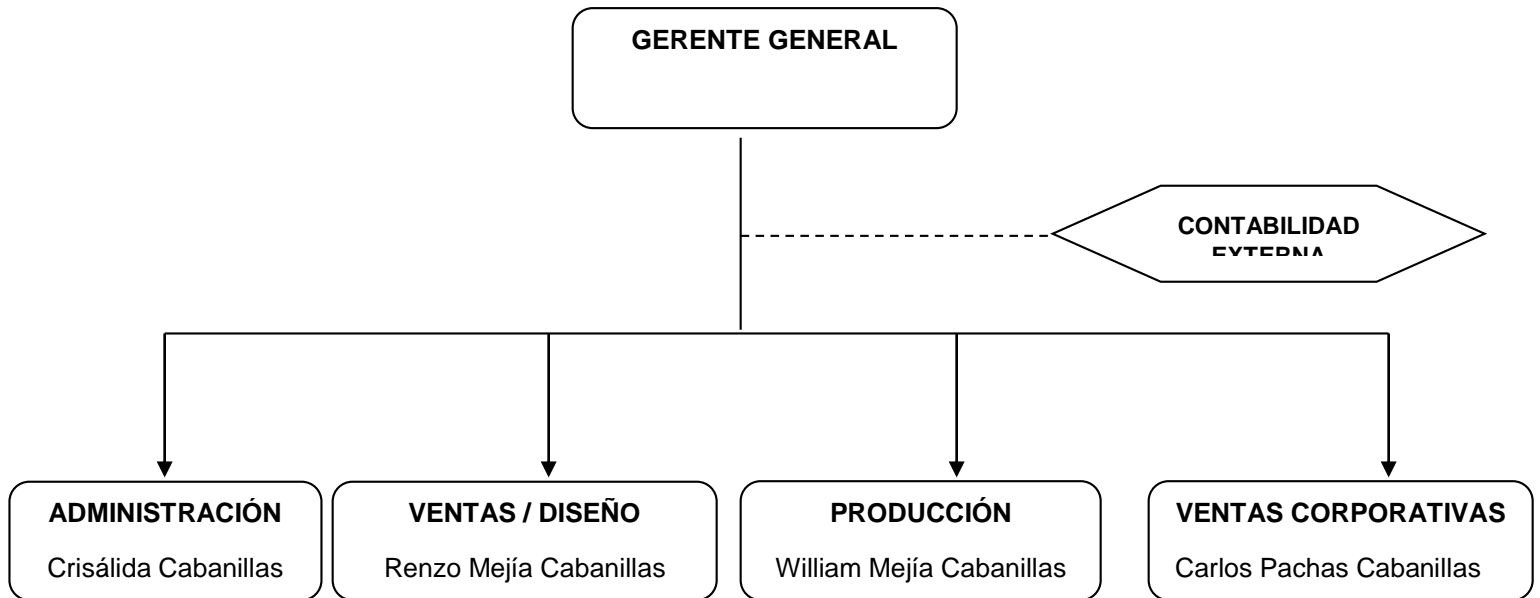 GERENTE GENERAL
CONTABILIDAD
EXTERNA
ADMINISTRACIÓN
Crisálida Cabanillas
VENTAS / DISEÑO
Renzo Mejía Cabanillas
PRODUCCIÓN
William Mejía Cabanillas
VENTAS CORPORATIVAS
Carlos Pachas Cabanillas